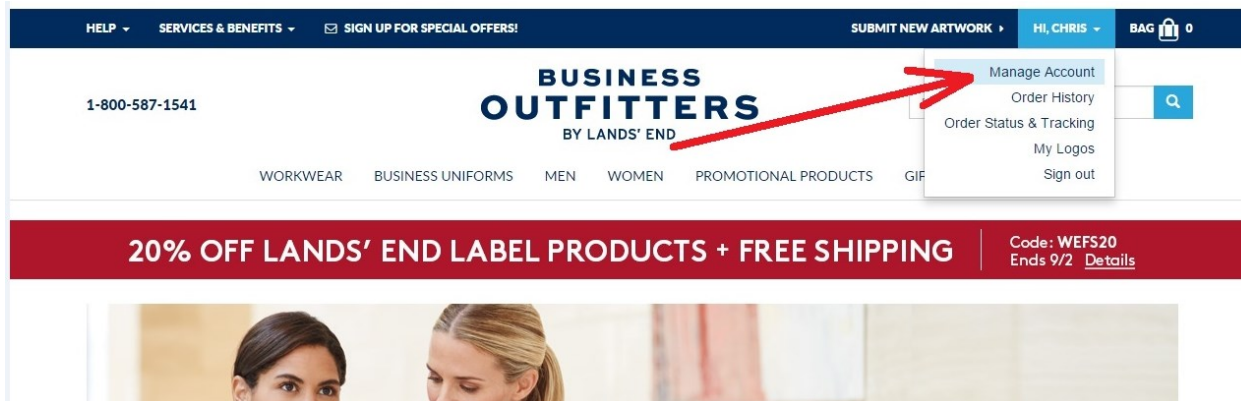 HELP SERVICES & BENEFITS SIGN UP FOR SPECIAL OFFERS! SUBMIT NEW ARTWORK HI, CHRIS BAG 0
1-800-587-1541
BUSINESS
OUTFITTERS
BY LANDS' END
Manage Account
Order History
Order Status & Tracking
My Logos
Sign out
WORKWEAR BUSINESS UNIFORMS MEN WOMEN PROMOTIONAL PRODUCTS
20% OFF LANDS' END LABEL PRODUCTS + FREE SHIPPING
Code: WEFS20
Ends 9/2 Details